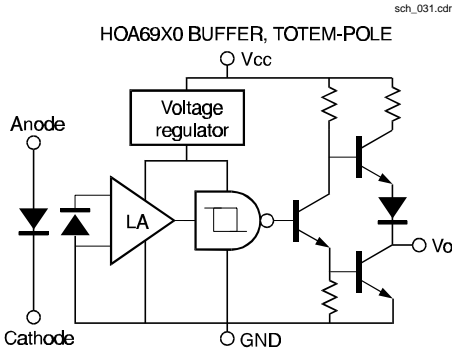 sch_031.cdr
HOA69X0 BUFFER, TOTEM-POLE
Vcc
Voltage
regulator
Anode
LA
Vo
Cathode
GND